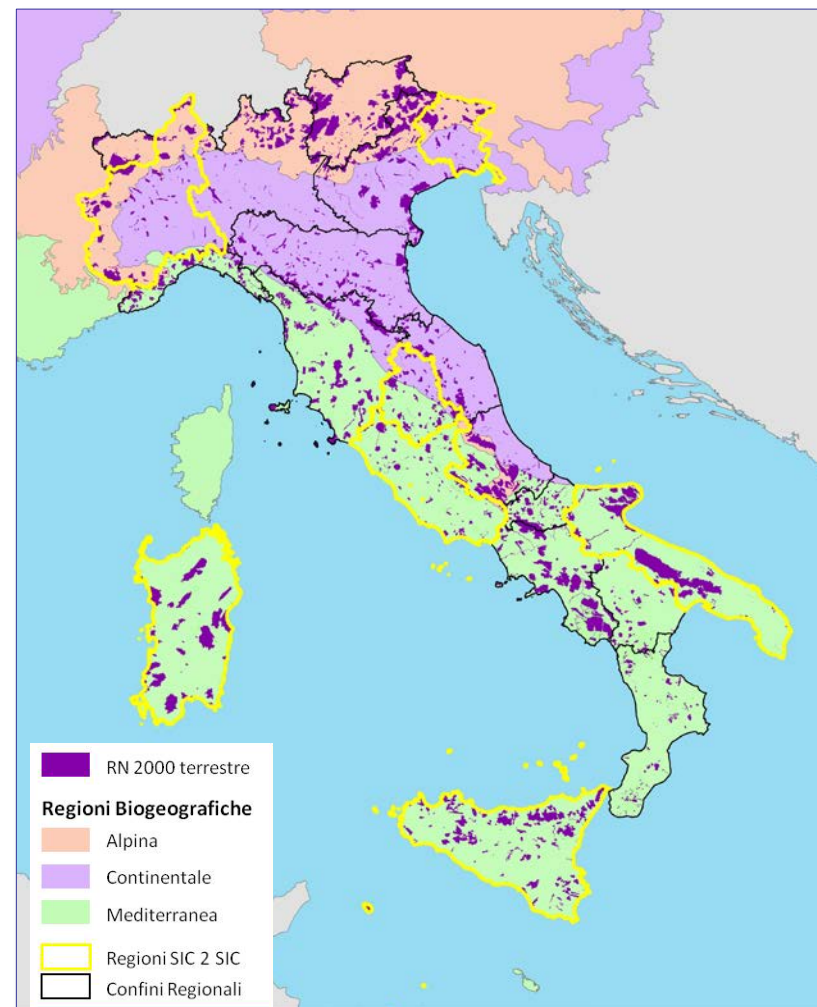 RN 2000 terrestre
Regioni Biogeografiche
Alpina
Continentale
Mediterranea
Regioni SIC 2 SIC
Confini Regionali